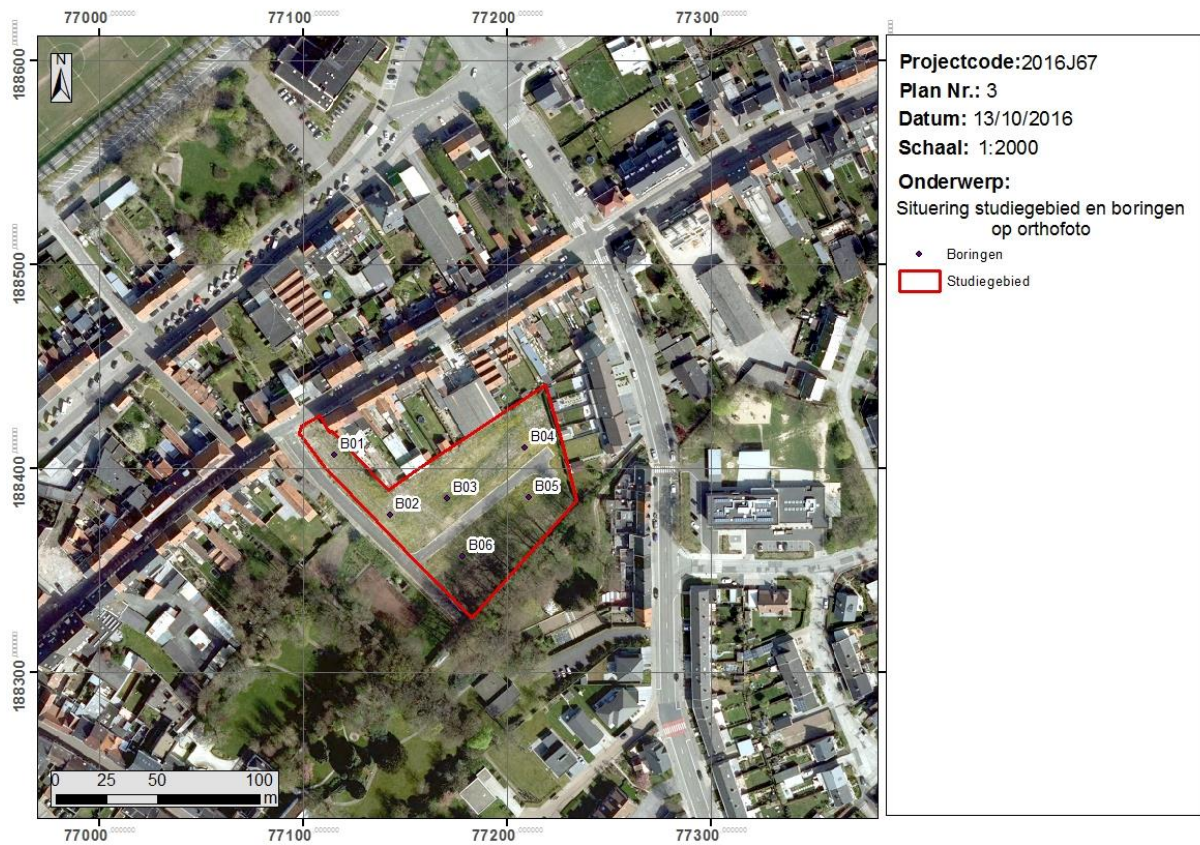 77000 77100 77200 77300
188600
188500
188400
188300
N
B01
B04
B03
B05
B02
B06
0 25 50 100
m
77000 77100 77200 77300
Projectcode:2016J67
Plan Nr.: 3
Datum: 13/10/2016
Schaal: 1:2000
Onderwerp:
Situering studiegebied en boringen
op orthofoto
Boringen
Studiegebied